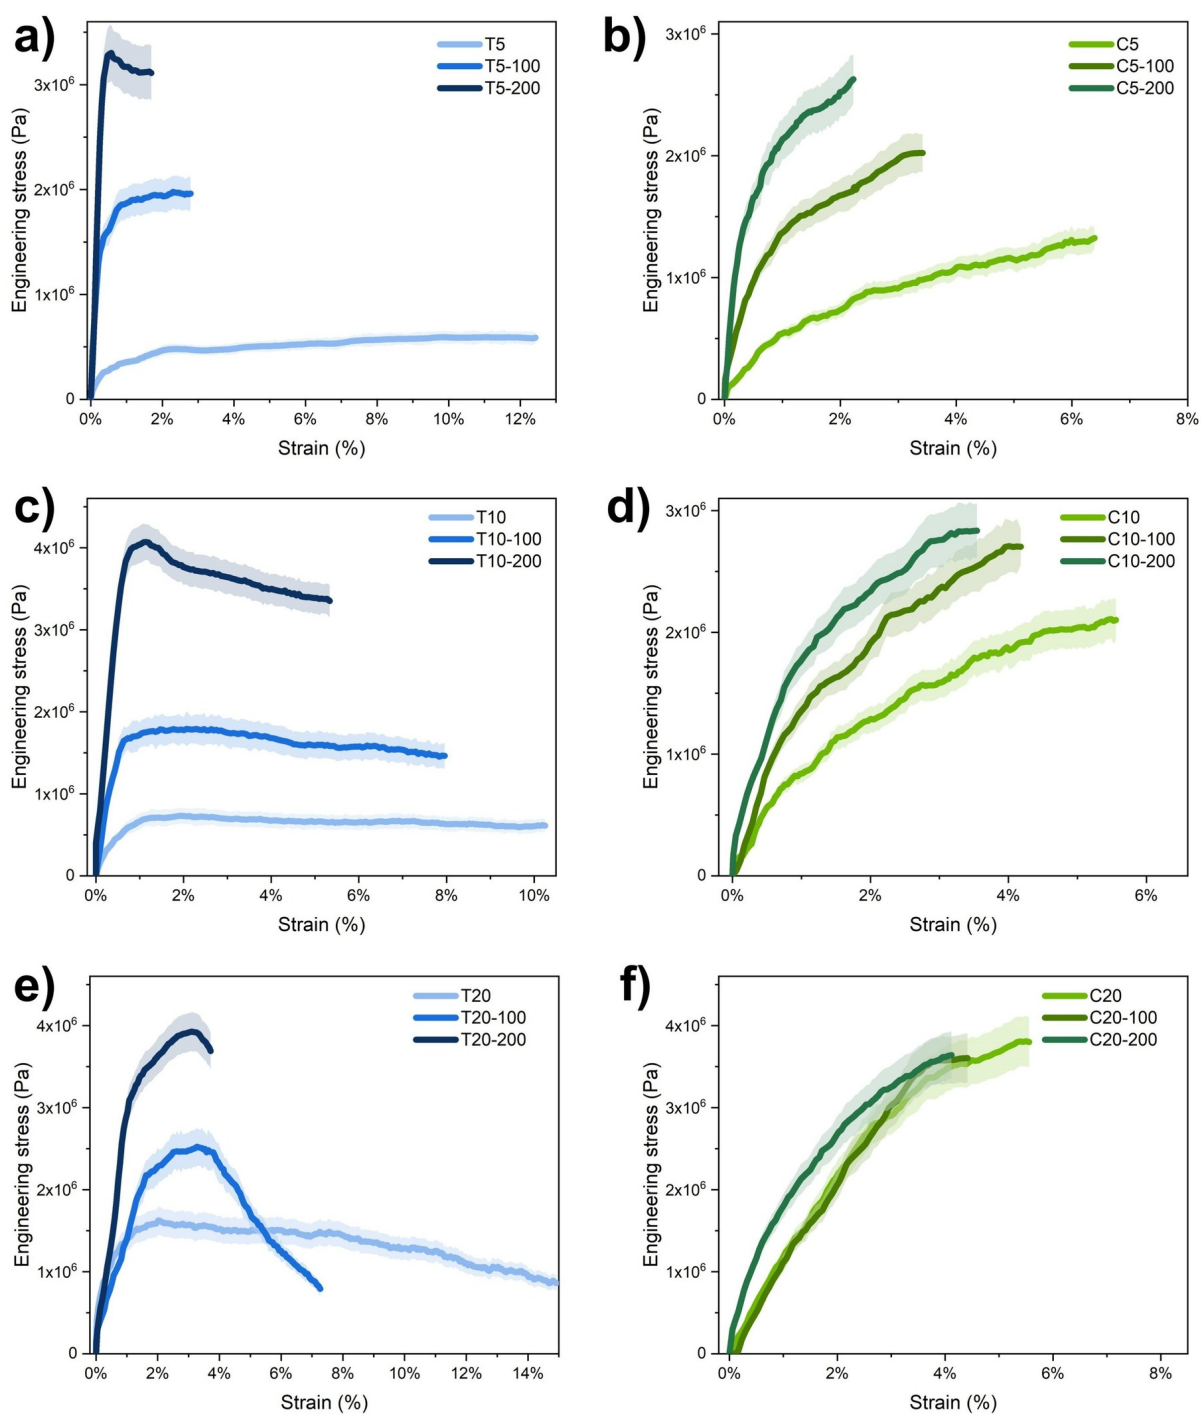 a)
T5
T5-100
T5-200
3x10⁶
2x10⁶
1x10⁶
0
Engineering stress (Pa)
0% 2% 4% 6% 8% 10% 12%
Strain (%)
b)
C5
C5-100
C5-200
3x10⁶
2x10⁶
1x10⁶
0
Engineering stress (Pa)
0% 2% 4% 6% 8%
Strain (%)
c)
T10
T10-100
T10-200
4x10⁶
3x10⁶
2x10⁶
1x10⁶
0
Engineering stress (Pa)
0% 2% 4% 6% 8% 10%
Strain (%)
d)
C10
C10-100
C10-200
3x10⁶
2x10⁶
1x10⁶
0
Engineering stress (Pa)
0% 2% 4% 6%
Strain (%)
e)
T20
T20-100
T20-200
4x10⁶
3x10⁶
2x10⁶
1x10⁶
0
Engineering stress (Pa)
0% 2% 4% 6% 8% 10% 12% 14%
Strain (%)
f)
C20
C20-100
C20-200
4x10⁶
3x10⁶
2x10⁶
1x10⁶
0
Engineering stress (Pa)
0% 2% 4% 6% 8%
Strain (%)